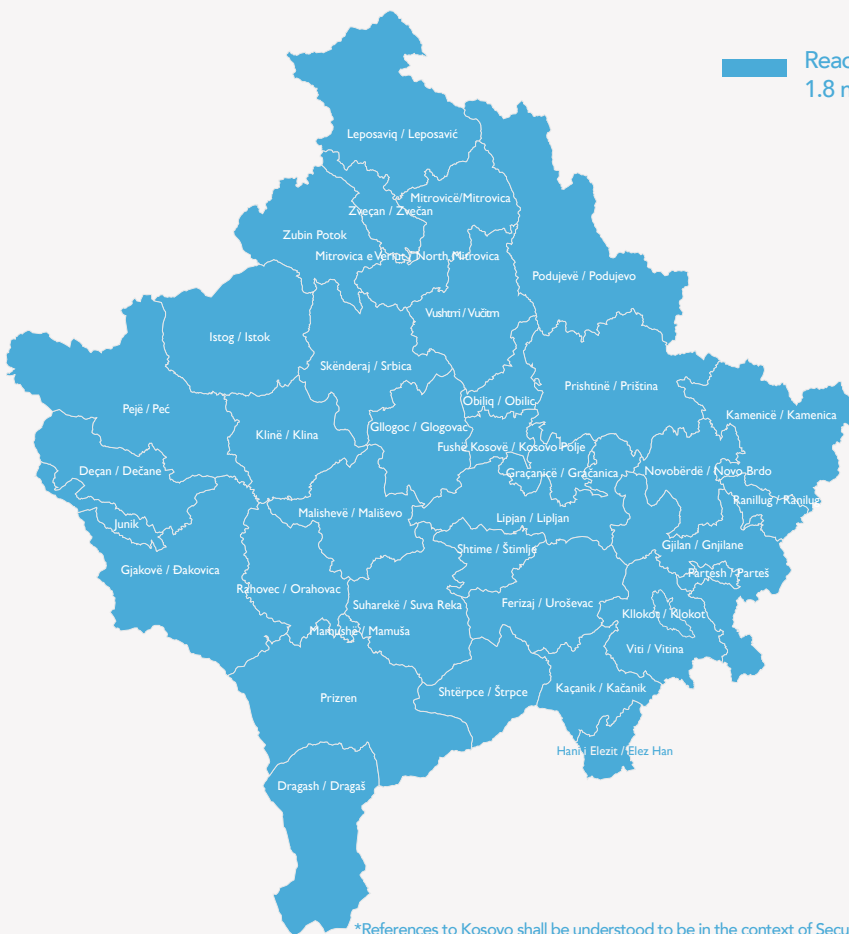 1.8
Leposaviq / Leposavić
Mitrovicë/Mitrovica
Zveçan / Zvečan
Zubin Potok
Mitrovica e Veriut / North Mitrovica
Podujevë / Podujevo
Vushtrri / Vučitrn
Istog / Istok
Skënderaj / Srbica
Prishtinë / Priština
Obiliq / Obilic
Pejë / Peć
Kamenicë / Kamenica
Gllogoc / Glogovac
Klinë / Klina
Fushë Kosovë / Kosovo Polje
Deçan / Dečane
Graçanicë / Gračanica
Novobërdë / Novo Brdo
Ranillug / Ranilug
Malishevë / Mališevo
Lipjan / Lipljan
Junik
Shtime / Štimlje
Gjilan / Gnjilane
Gjakovë / Đakovica
Partesh / Parteš
Rahovec / Orahovac
Suharekë / Suva Reka
Ferizaj / Uroševac
Kllokot / Klokot
Mamushë / Mamuša
Viti / Vitina
Prizren
Shtërpce / Štrpce
Kaçanik / Kačanik
Hani i Elezit / Elez Han
Dragash / Dragaš
*References to Kosovo shall be understood to be in the context of